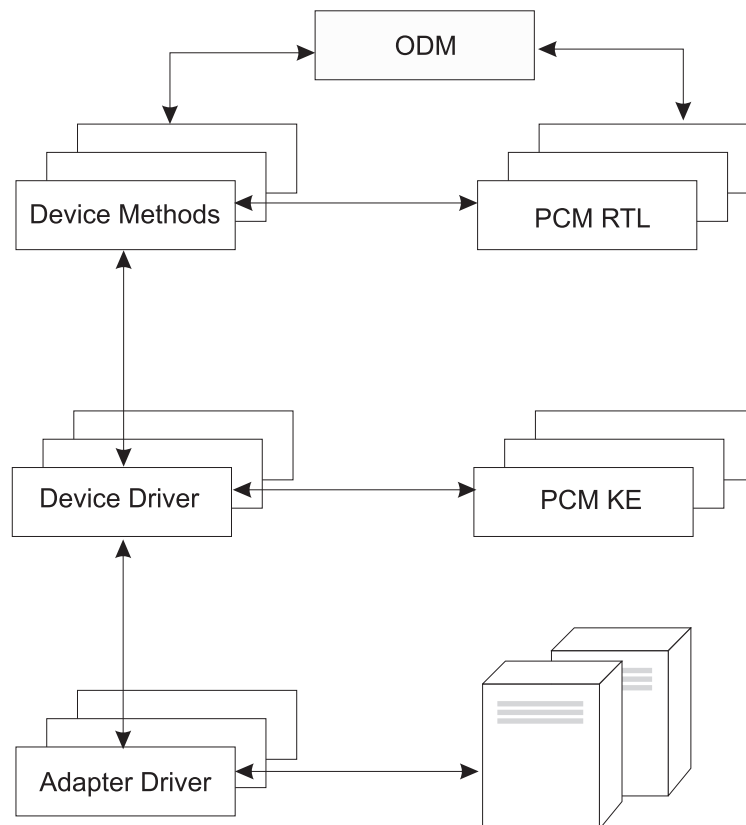 ODM
Device Methods
PCM RTL
Device Driver
PCM KE
Adapter Driver